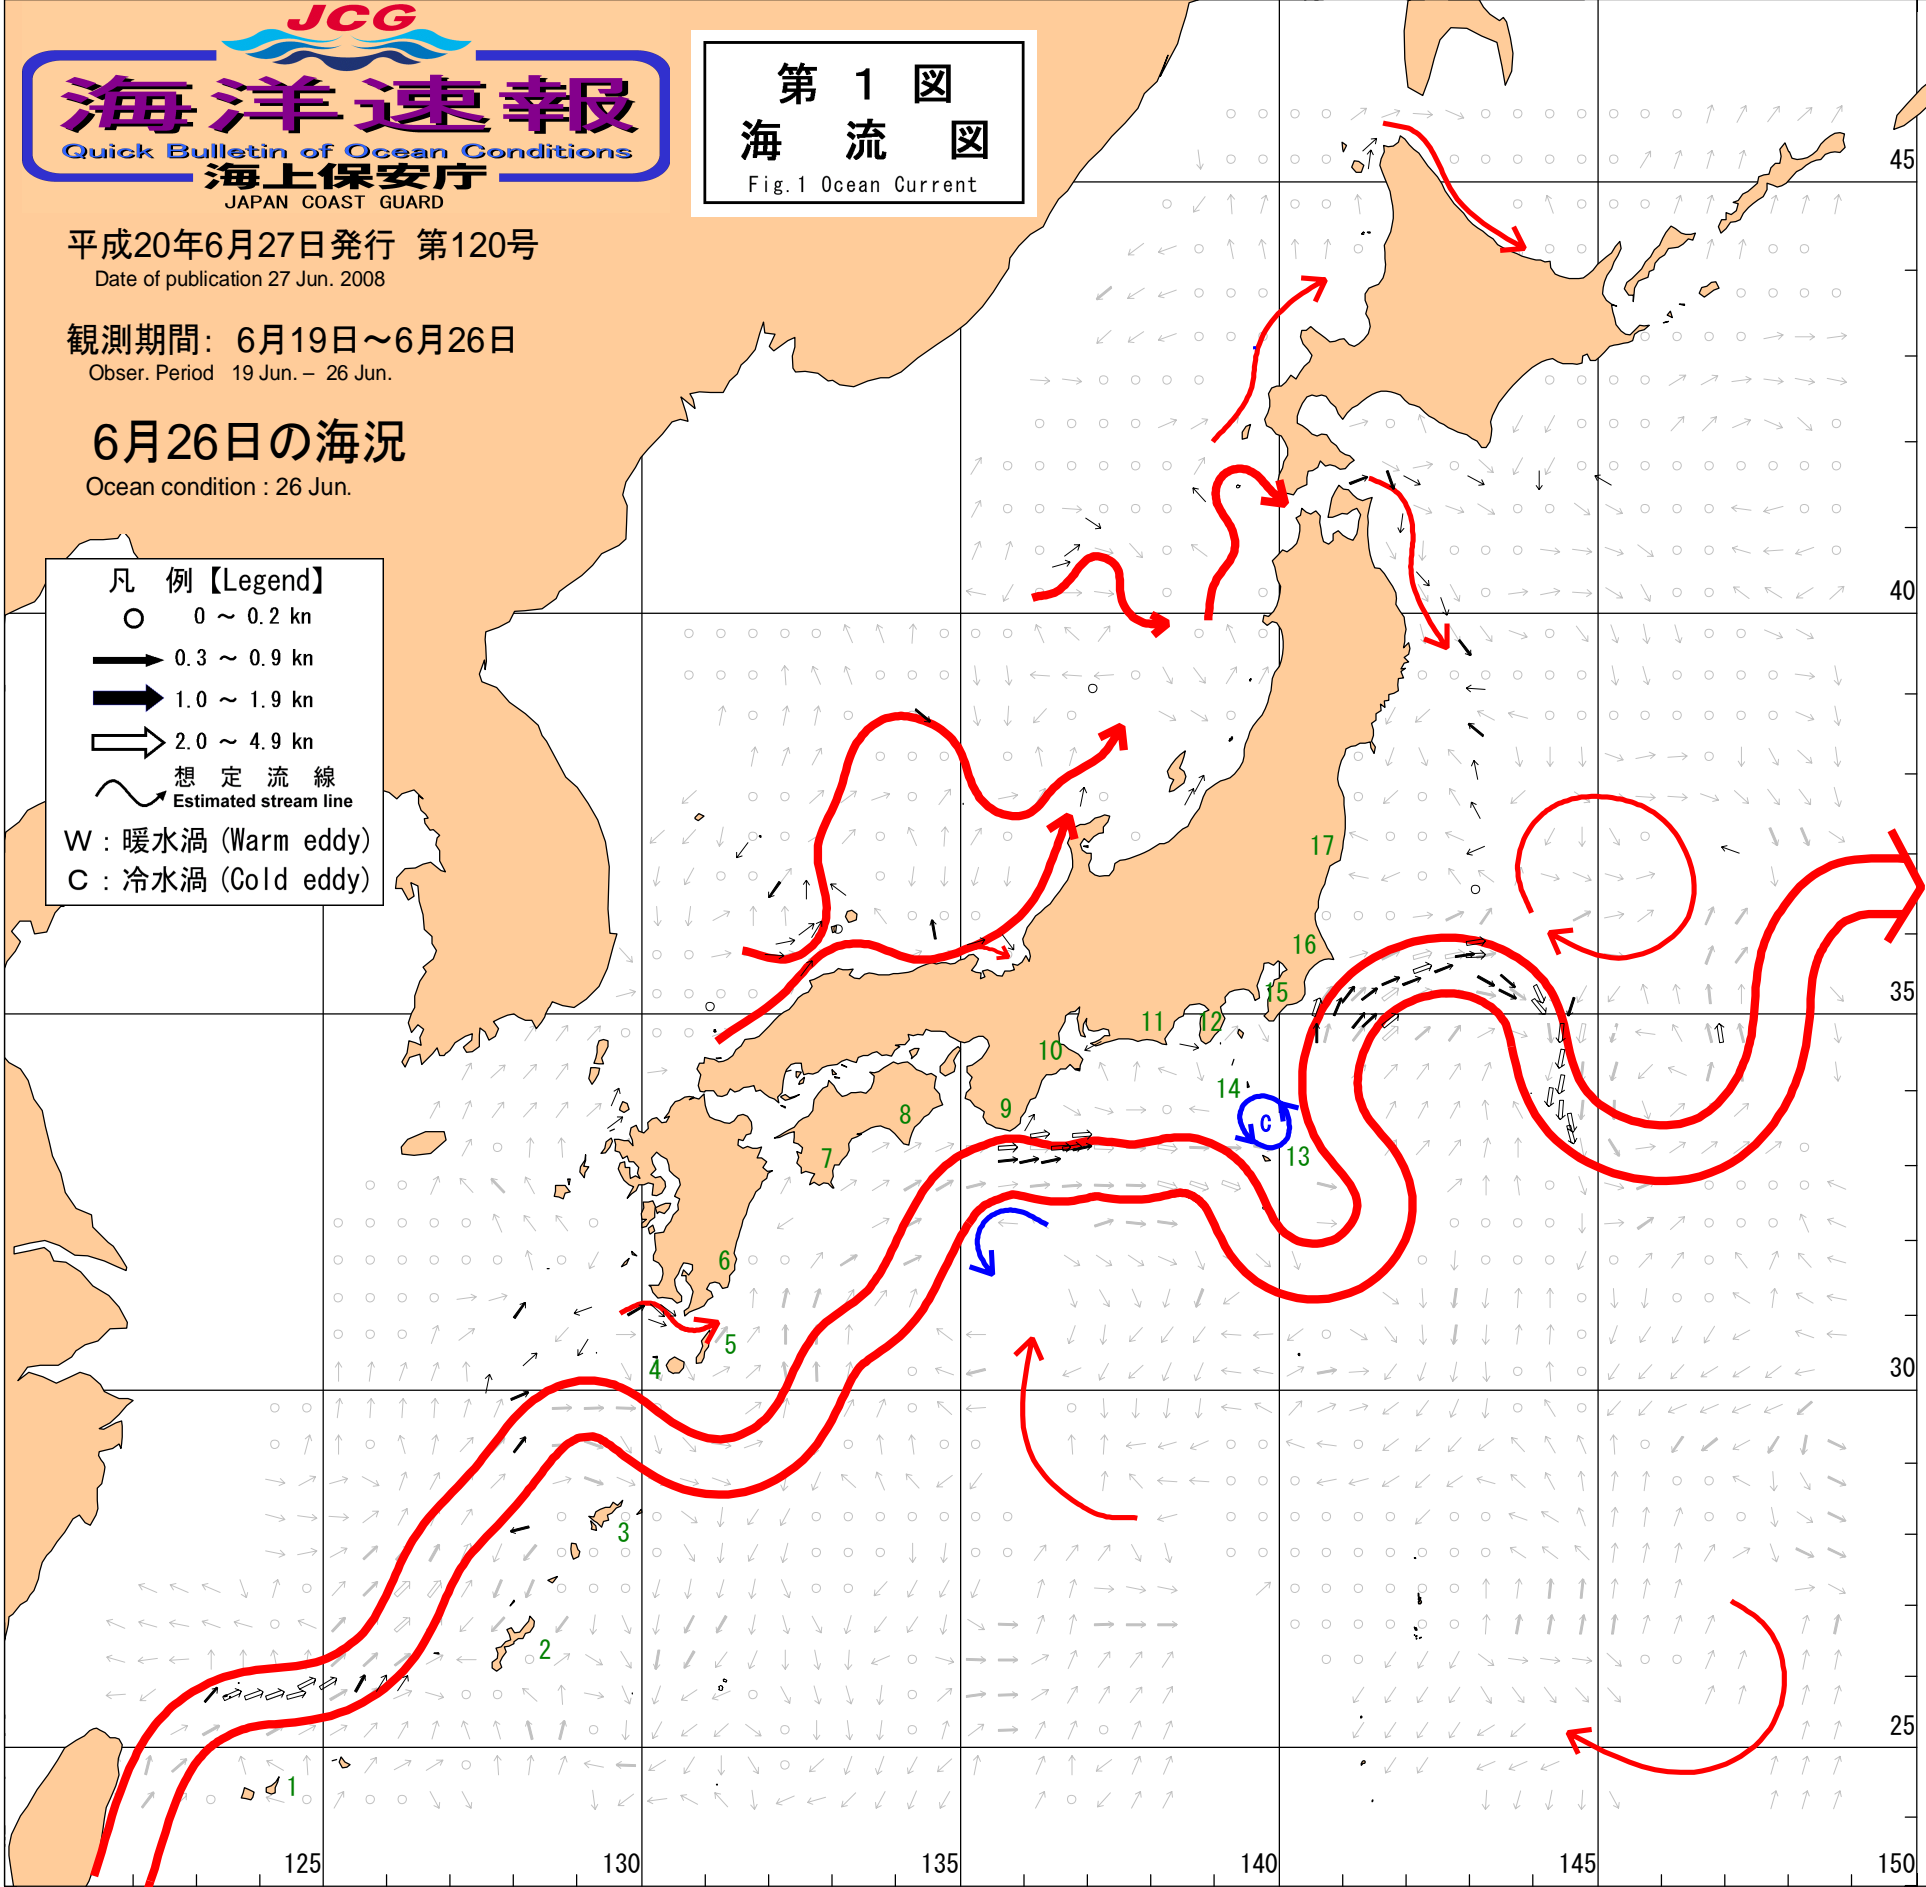 JCG
海洋速報
Quick Bulletin of Ocean Conditions
海上保安庁
JAPAN COAST GUARD
第 1 図
海 流 図
Fig.1 Ocean Current
平成20年6月27日発行 第120号
Date of publication 27 Jun. 2008
観測期間: 6月19日～6月26日
Obser. Period 19 Jun. – 26 Jun.
6月26日の海況
Ocean condition : 26 Jun.
凡 例【Legend】
0 ～ 0.2 kn
0.3 ～ 0.9 kn
1.0 ～ 1.9 kn
2.0 ～ 4.9 kn
想 定 流 線
Estimated stream line
W : 暖水渦 (Warm eddy)
C : 冷水渦 (Cold eddy)
45
40
17
16
35
15
11
12
10
14
9
8
C
13
7
6
5
4
30
3
2
25
1
125
130
135
140
145
150